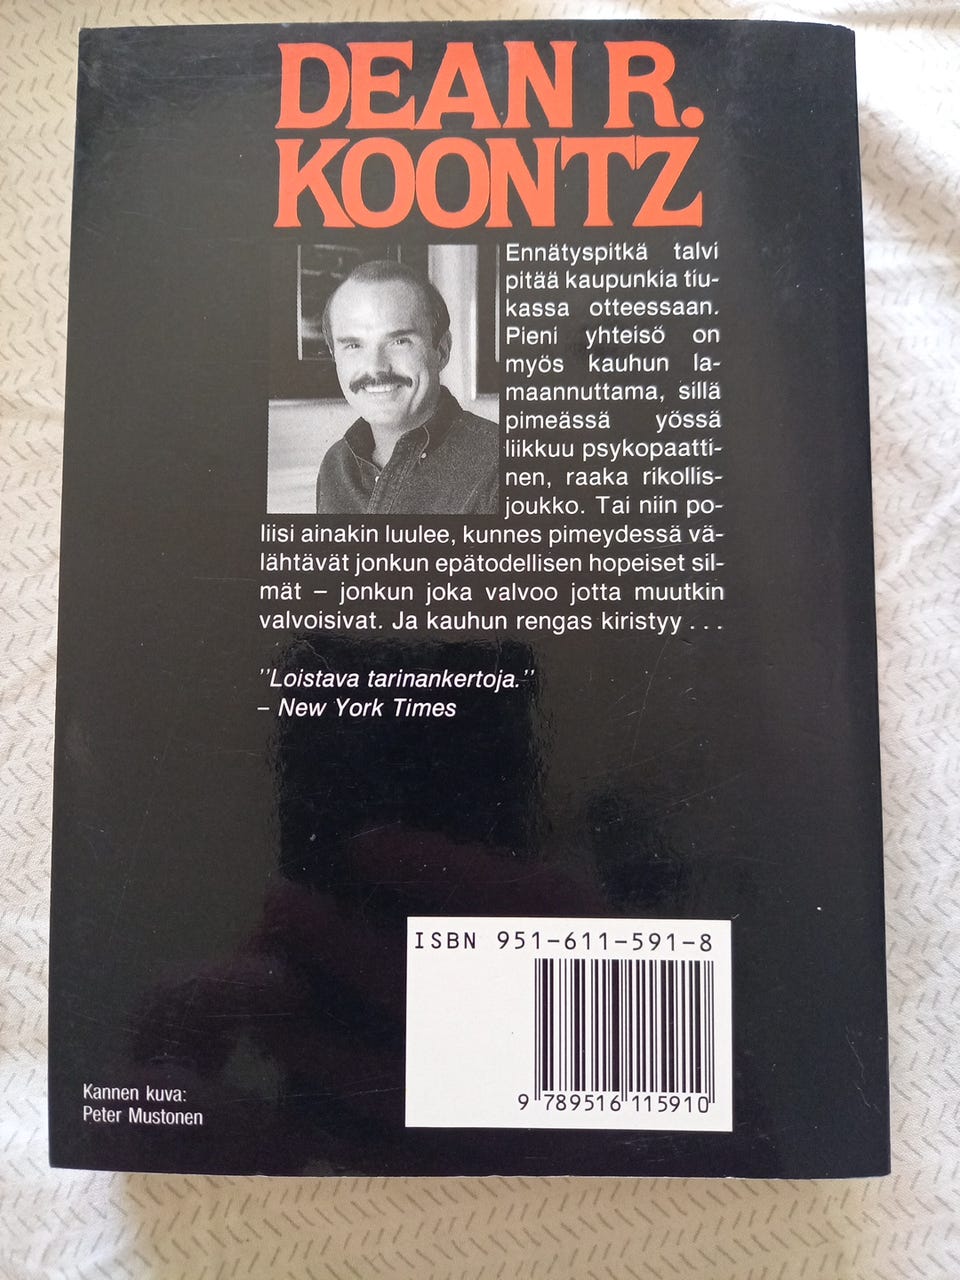 DEAN R.
KOONTZ
Ennätyspitkä talvi
pitää kaupunkia tiu-
kassa otteessaan.
Pieni yhteisö on
myös kauhun la-
maannuttama, sillä
pimeässä yössä
liikkuu psykopaatti-
nen, raaka rikollis-
joukko. Tai niin po-
liisi ainakin luulee, kunnes pimeydessä vä-
lähtävät jonkun epätodellisen hopeiset sil-
mät – jonkun joka valvoo jotta muutkin
valvoisivat. Ja kauhun rengas kiristyy . . .
"Loistava tarinankertoja."
– New York Times
ISBN 951-611-591-8
9 789516 115910
Kannen kuva:
Peter Mustonen